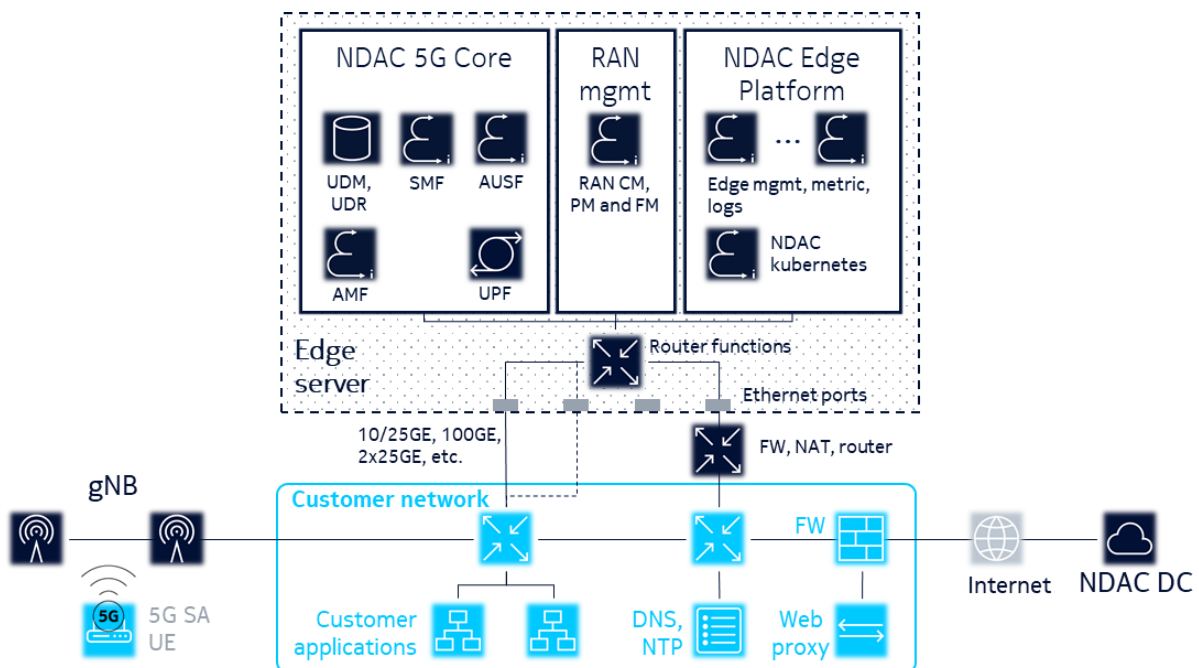 NDAC 5G Core
RAN
mgmt
NDAC Edge
Platform
UDM,
UDR
SMF
AUSF
RAN CM,
PM and FM
Edge mgmt, metric,
logs
AMF
UPF
NDAC
kubernetes
Edge
server
Router functions
Ethernet ports
10/25GE, 100GE,
2x25GE, etc.
FW, NAT, router
gNB
Customer network
FW
Internet
NDAC DC
5G
5G SA
UE
Customer
applications
DNS,
NTP
Web
proxy